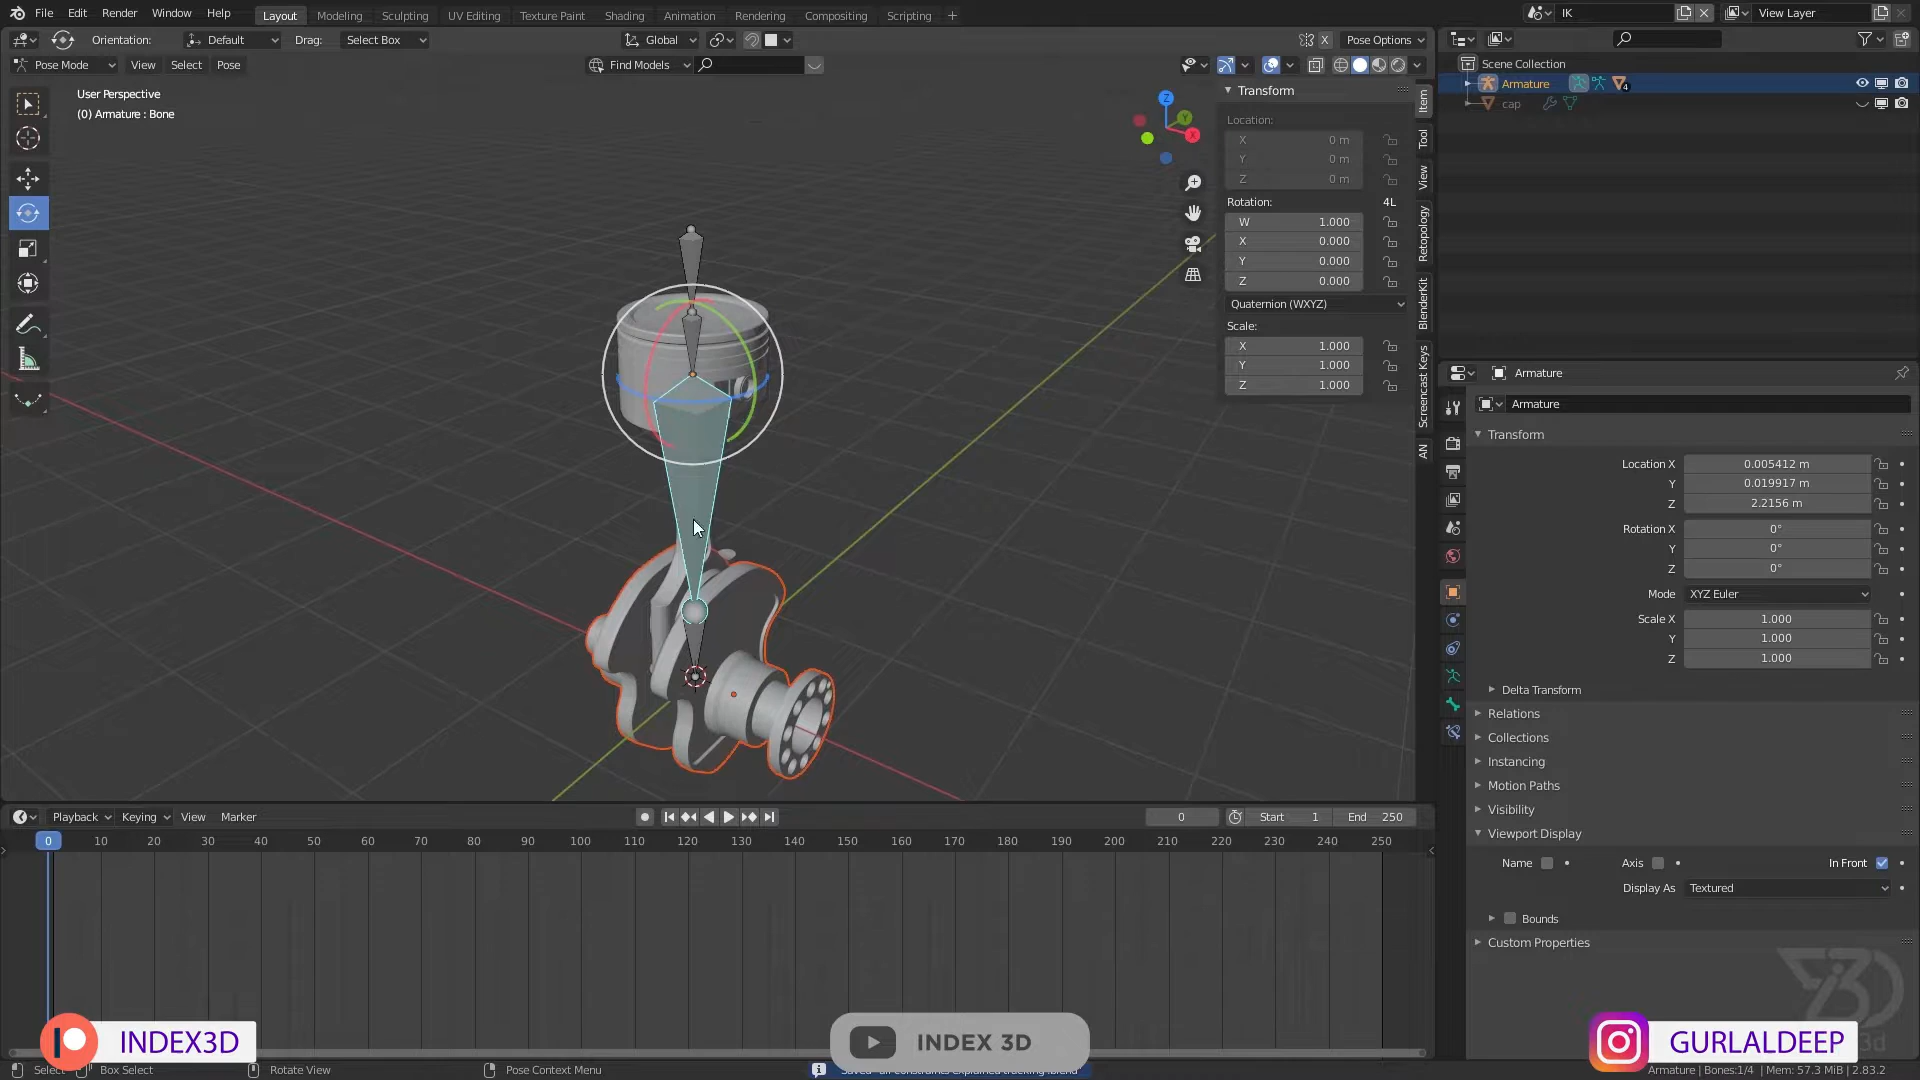 File Edit Render Window Help
Layout Modeling Sculpting UV Editing Texture Paint Shading Animation Rendering Compositing Scripting +
IK
View Layer
Orientation: Default Drag: Select Box
Global
X Pose Options
Pose Mode View Select Pose
Find Models
User Perspective
(0) Armature : Bone
Z
Y
X
Transform
Location:
X 0 m
Y 0 m
Z 0 m
Rotation: 4L
W 1.000
X 0.000
Y 0.000
Z 0.000
Quaternion (WXYZ)
Scale:
X 1.000
Y 1.000
Z 1.000
Item
Tool
View
Retopology
BlenderKit
Screencast Keys
AN
Scene Collection
Armature 4
cap
Armature
Armature
Transform
Location X 0.005412 m
Y 0.019917 m
Z 2.2156 m
Rotation X 0°
Y 0°
Z 0°
Mode XYZ Euler
Scale X 1.000
Y 1.000
Z 1.000
Delta Transform
Relations
Collections
Instancing
Motion Paths
Visibility
Viewport Display
Name Axis In Front
Display As Textured
Bounds
Custom Properties
Playback Keying View Marker
0 Start 1 End 250
0 10 20 30 40 50 60 70 80 90 100 110 120 130 140 150 160 170 180 190 200 210 220 230 240 250
INDEX3D
INDEX 3D
GURLALDEEP
Select Box Select Rotate View Pose Context Menu
Saved "all constraints explained tracking.blend"
Armature | Bones:1/4 | Mem: 57.3 MiB | 2.83.2